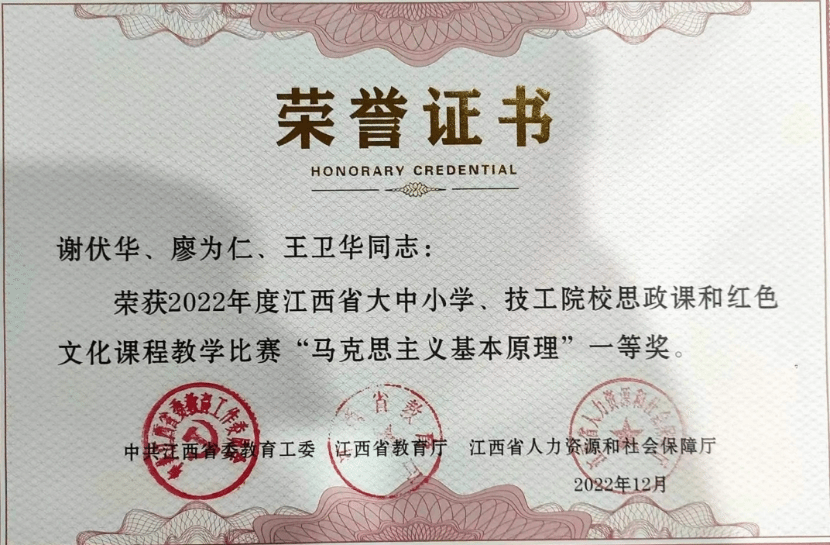 荣誉证书
HONORARY CREDENTIAL
谢伏华、廖为仁、王卫华同志：
荣获2022年度江西省大中小学、技工院校思政课和红色
文化课程教学比赛“马克思主义基本原理”一等奖。
中共江西省委教育工委 江西省教育厅 江西省人力资源和社会保障厅
2022年12月